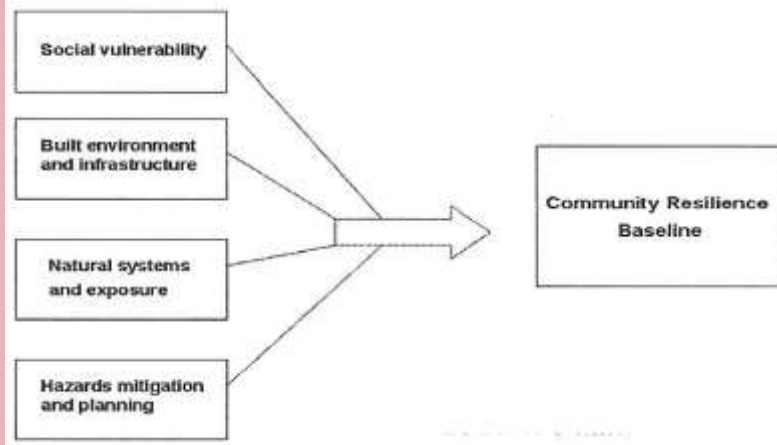 Social vulnerability
Built environment
and infrastructure
Natural systems
and exposure
Hazards mitigation
and planning
Community Resilience
Baseline